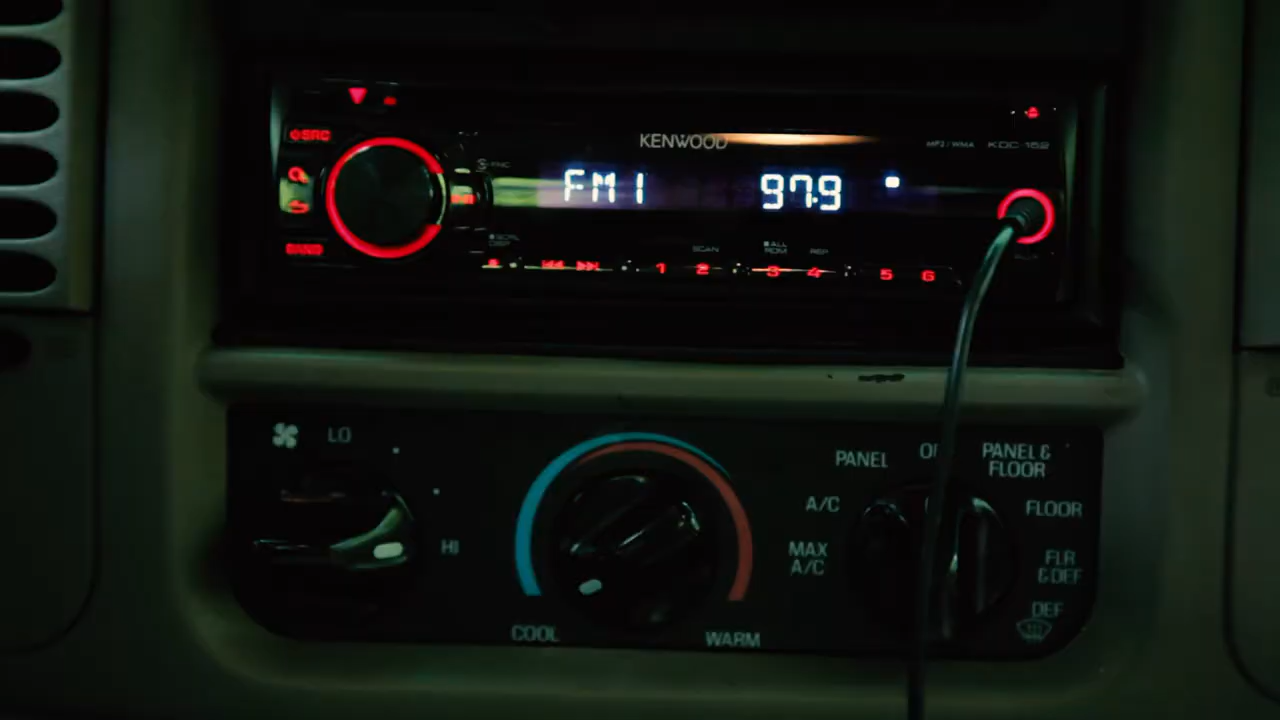 SRC
KENWOOD
MP3/WMA KDC-152
FM1 97.9
SCRL
DISP
SCAN
ALL
RDM
REP
1 2 3 4 5 6
LO
HI
COOL
WARM
MAX
A/C
A/C
PANEL
PANEL &
FLOOR
FLOOR
FLR
& DEF
DEF